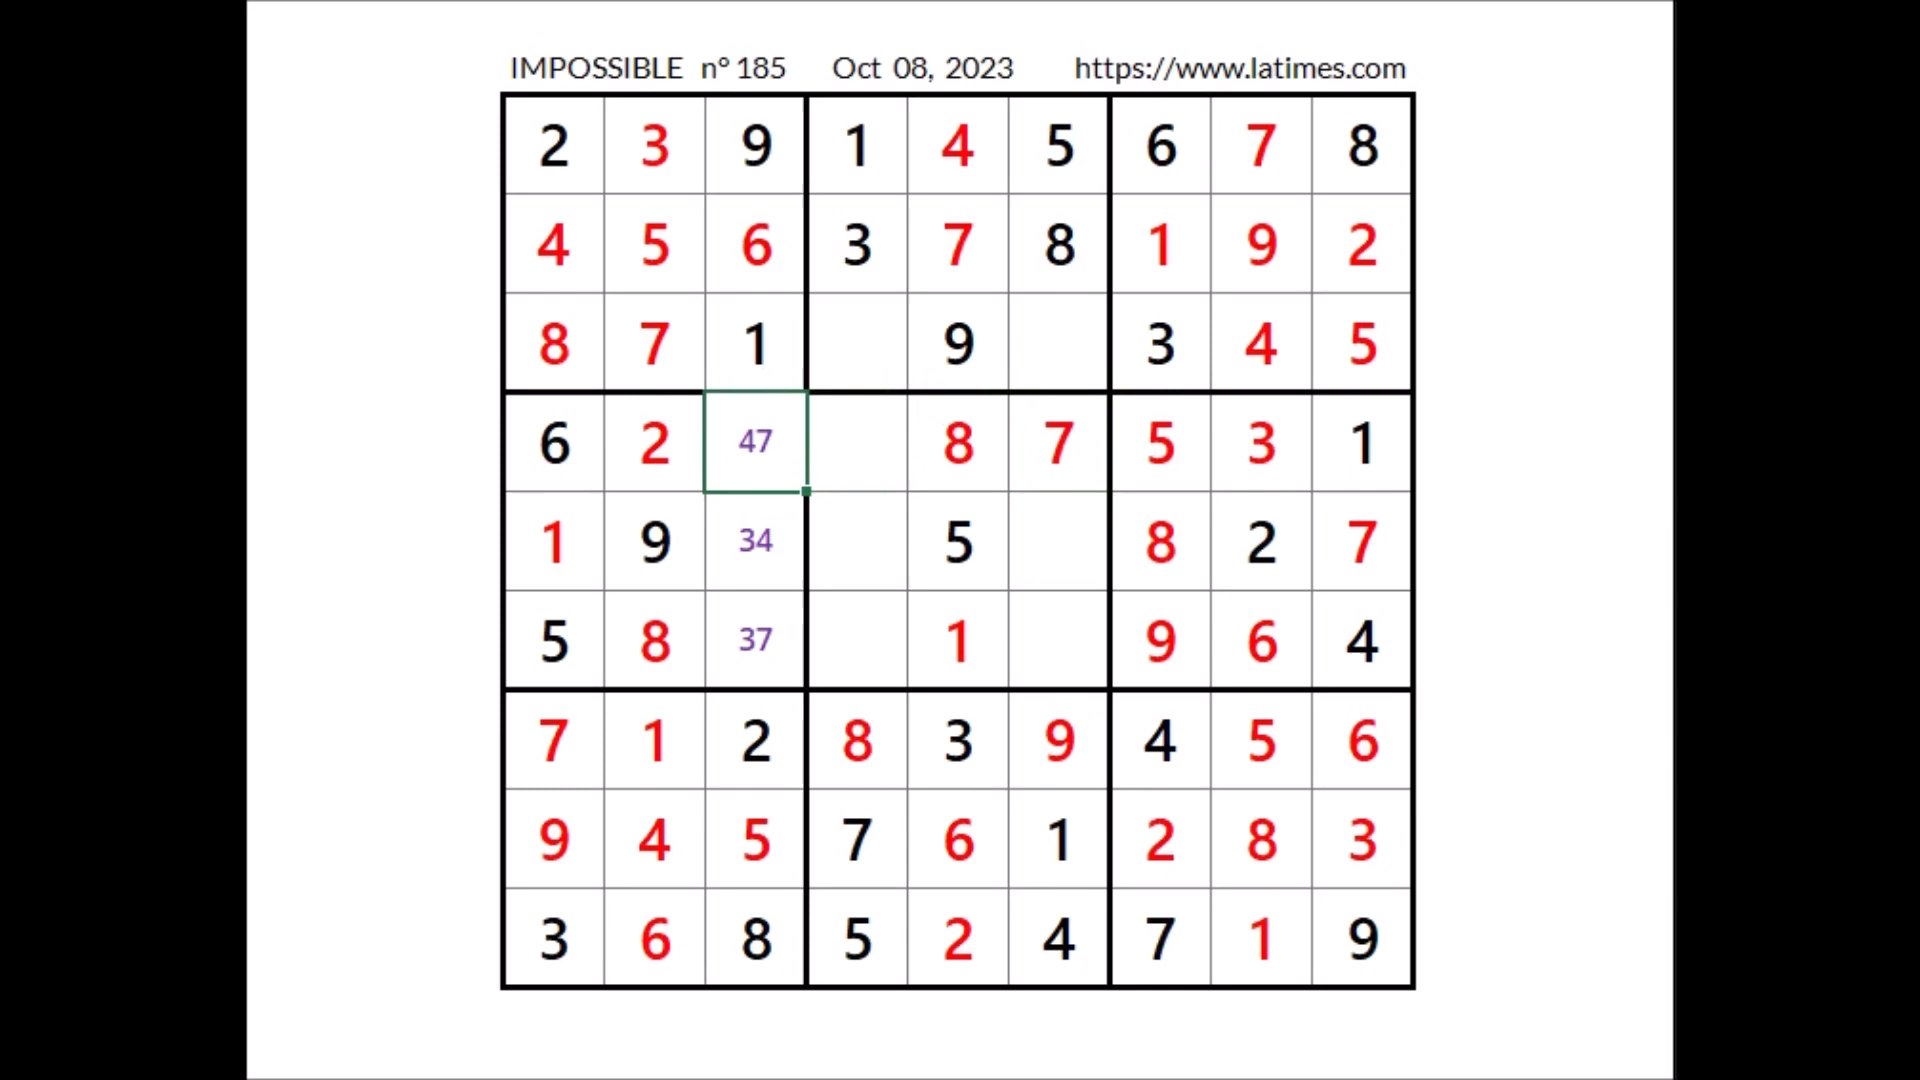 IMPOSSIBLE n° 185 Oct 08, 2023 https://www.latimes.com
2 3 9 1 4 5 6 7 8
4 5 6 3 7 8 1 9 2
8 7 1 9 3 4 5
6 2 47 8 7 5 3 1
1 9 34 5 8 2 7
5 8 37 1 9 6 4
7 1 2 8 3 9 4 5 6
9 4 5 7 6 1 2 8 3
3 6 8 5 2 4 7 1 9